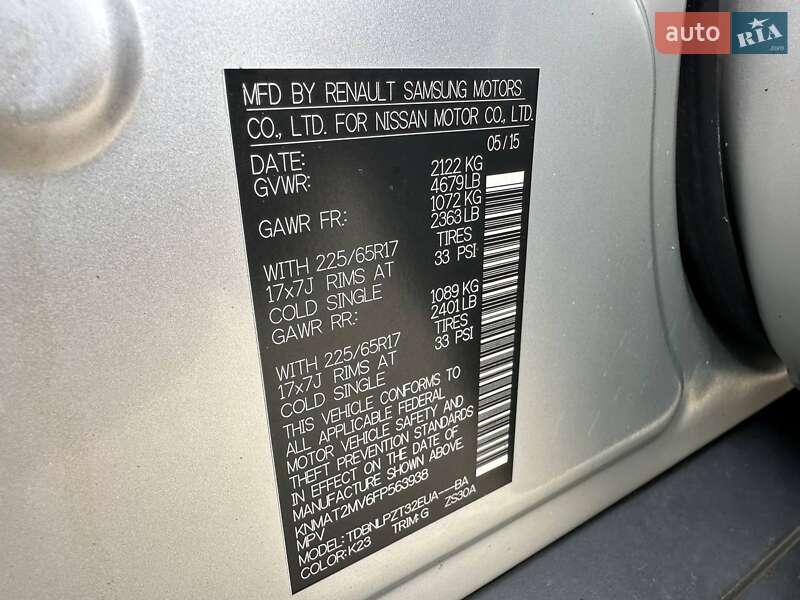 auto RIA.com
MFD BY RENAULT SAMSUNG MOTORS
CO., LTD. FOR NISSAN MOTOR CO., LTD.
DATE: 05/15
GVWR: 2122 KG
4679LB
GAWR FR: 1072 KG
2363LB
WITH 225/65R17 TIRES
17x7J RIMS AT 33 PSI
COLD SINGLE
GAWR RR: 1089 KG
2401LB
WITH 225/65R17 TIRES
17x7J RIMS AT 33 PSI
COLD SINGLE
THIS VEHICLE CONFORMS TO
ALL APPLICABLE FEDERAL
MOTOR VEHICLE SAFETY AND
THEFT PREVENTION STANDARDS
IN EFFECT ON THE DATE OF
MANUFACTURE SHOWN ABOVE.
KNMAT2MV6FP563938
MPV
MODEL: TDBNLPZT32EUA---BA
COLOR: K23 TRIM: G ZS30A